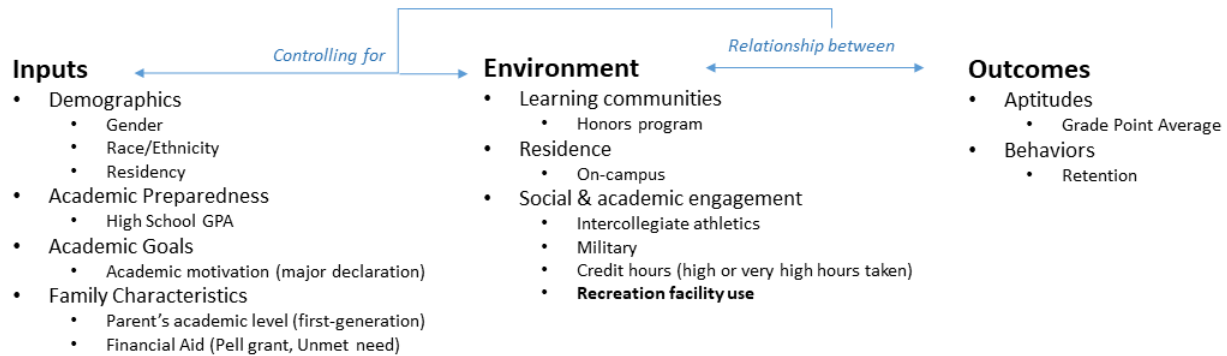 Controlling for
Relationship between
Inputs
• Demographics
• Gender
• Race/Ethnicity
• Residency
• Academic Preparedness
• High School GPA
• Academic Goals
• Academic motivation (major declaration)
• Family Characteristics
• Parent's academic level (first-generation)
• Financial Aid (Pell grant, Unmet need)
Environment
• Learning communities
• Honors program
• Residence
• On-campus
• Social & academic engagement
• Intercollegiate athletics
• Military
• Credit hours (high or very high hours taken)
• Recreation facility use
Outcomes
• Aptitudes
• Grade Point Average
• Behaviors
• Retention